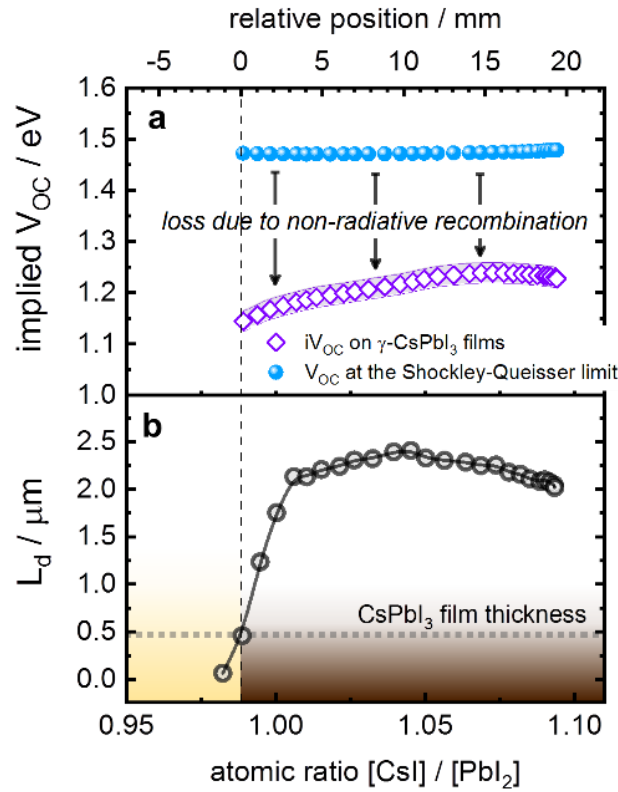 relative position / mm
-5 0 5 10 15 20
a
1.6
1.5
1.4
1.3
1.2
1.1
1.0
implied V_OC / eV
loss due to non-radiative recombination
iV_OC on γ-CsPbI₃ films
V_OC at the Shockley-Queisser limit
b
2.5
2.0
1.5
1.0
0.5
0.0
L_d / μm
CsPbI₃ film thickness
0.95 1.00 1.05 1.10
atomic ratio [CsI] / [PbI₂]